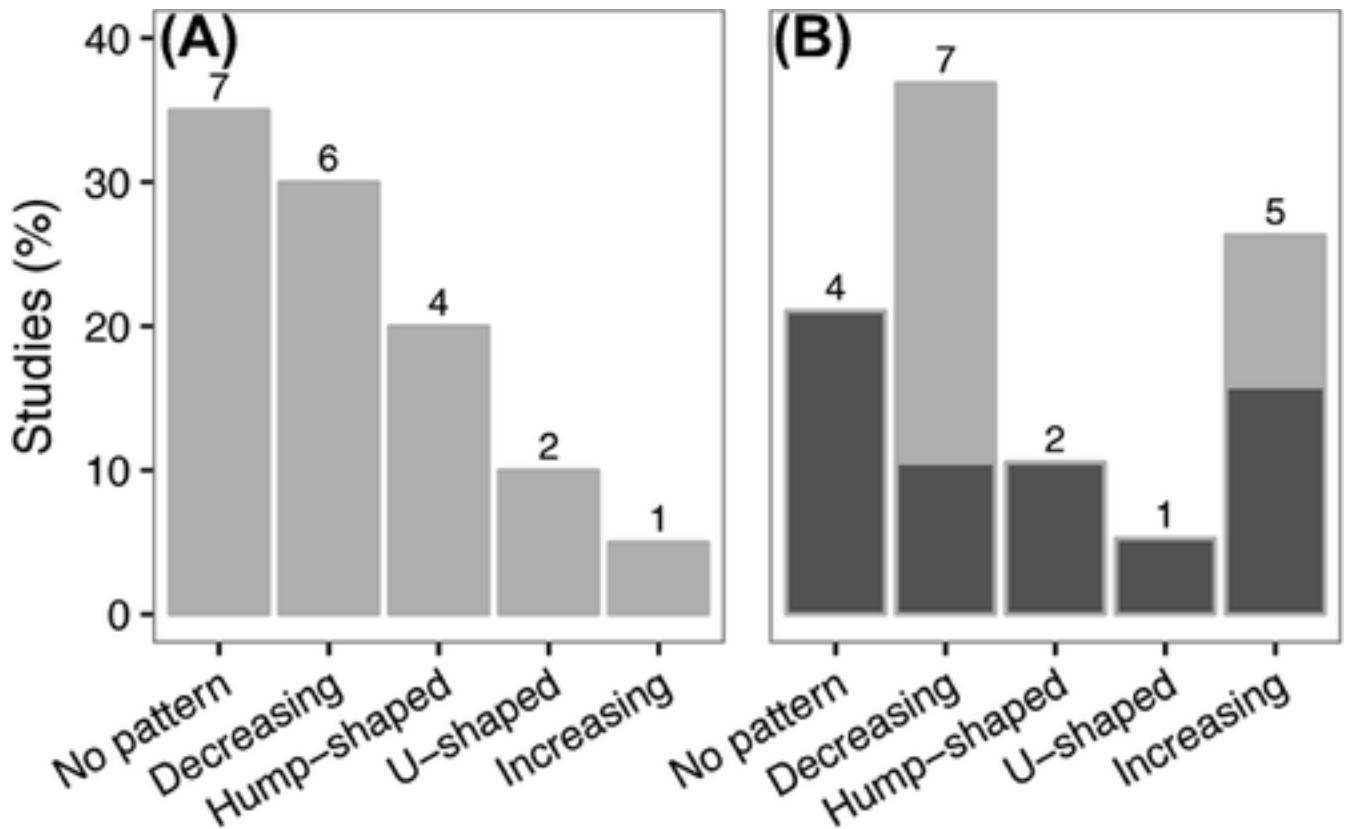 Studies (%)
40
30
20
10
0
(A)
7
6
4
2
1
No pattern
Decreasing
Hump–shaped
U–shaped
Increasing
(B)
4
7
2
1
5
No pattern
Decreasing
Hump–shaped
U–shaped
Increasing